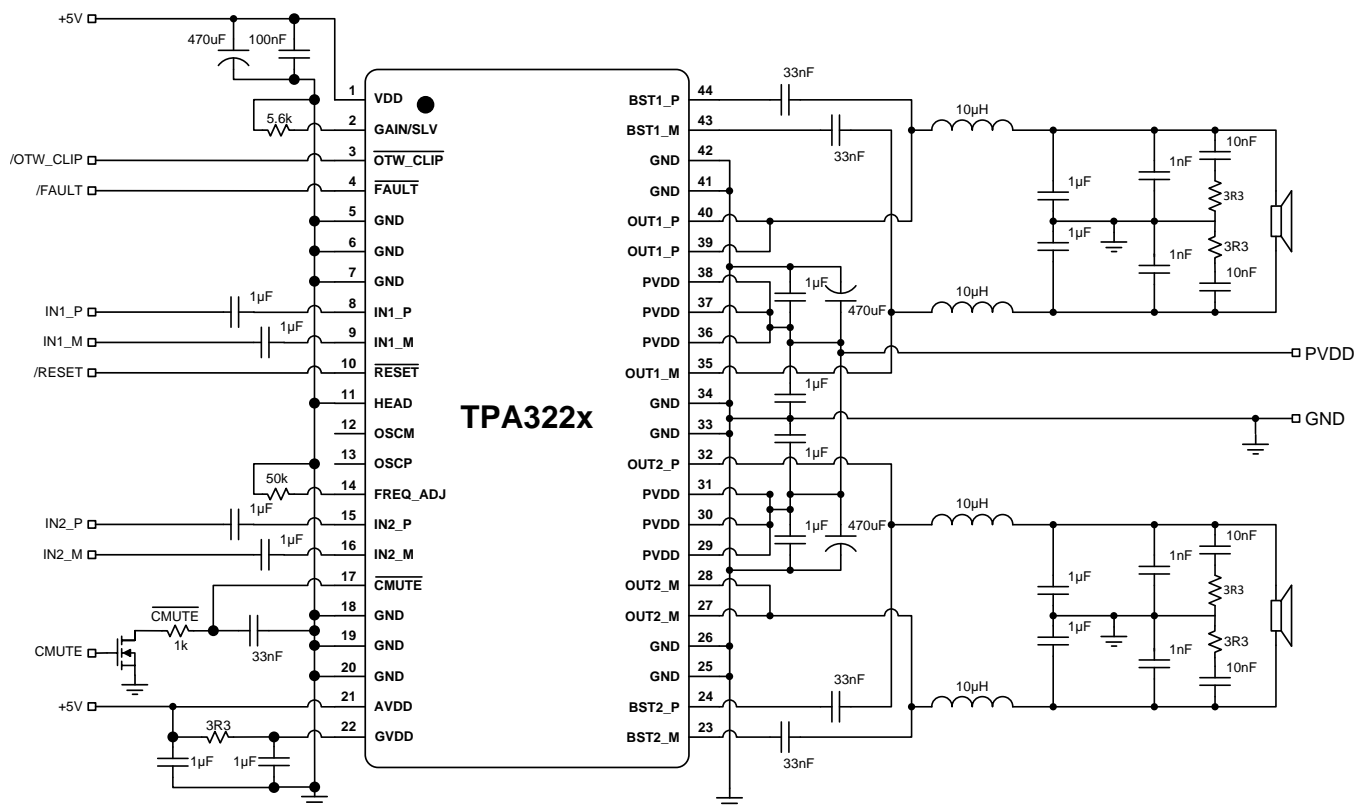 +5V
470uF
100nF
5.6k
/OTW_CLIP
/FAULT
1µF
IN1_P
1µF
IN1_M
/RESET
50k
1µF
IN2_P
1µF
IN2_M
CMUTE
1k
33nF
CMUTE
+5V
3R3
1µF
1µF
TPA322x
1 VDD
2 GAIN/SLV
3 OTW_CLIP
4 FAULT
5 GND
6 GND
7 GND
8 IN1_P
9 IN1_M
10 RESET
11 HEAD
12 OSCM
13 OSCP
14 FREQ_ADJ
15 IN2_P
16 IN2_M
17 CMUTE
18 GND
19 GND
20 GND
21 AVDD
22 GVDD
BST1_P 44
BST1_M 43
GND 42
GND 41
OUT1_P 40
OUT1_P 39
PVDD 38
PVDD 37
PVDD 36
OUT1_M 35
GND 34
GND 33
OUT2_P 32
PVDD 31
PVDD 30
PVDD 29
OUT2_M 28
OUT2_M 27
GND 26
GND 25
BST2_P 24
BST2_M 23
33nF
33nF
10µH
10nF
1nF
1µF
3R3
1µF
3R3
1nF
10nF
10µH
1µF
470uF
PVDD
1µF
GND
1µF
1µF
470uF
10µH
10nF
1nF
1µF
3R3
1µF
3R3
1nF
10nF
10µH
33nF
33nF